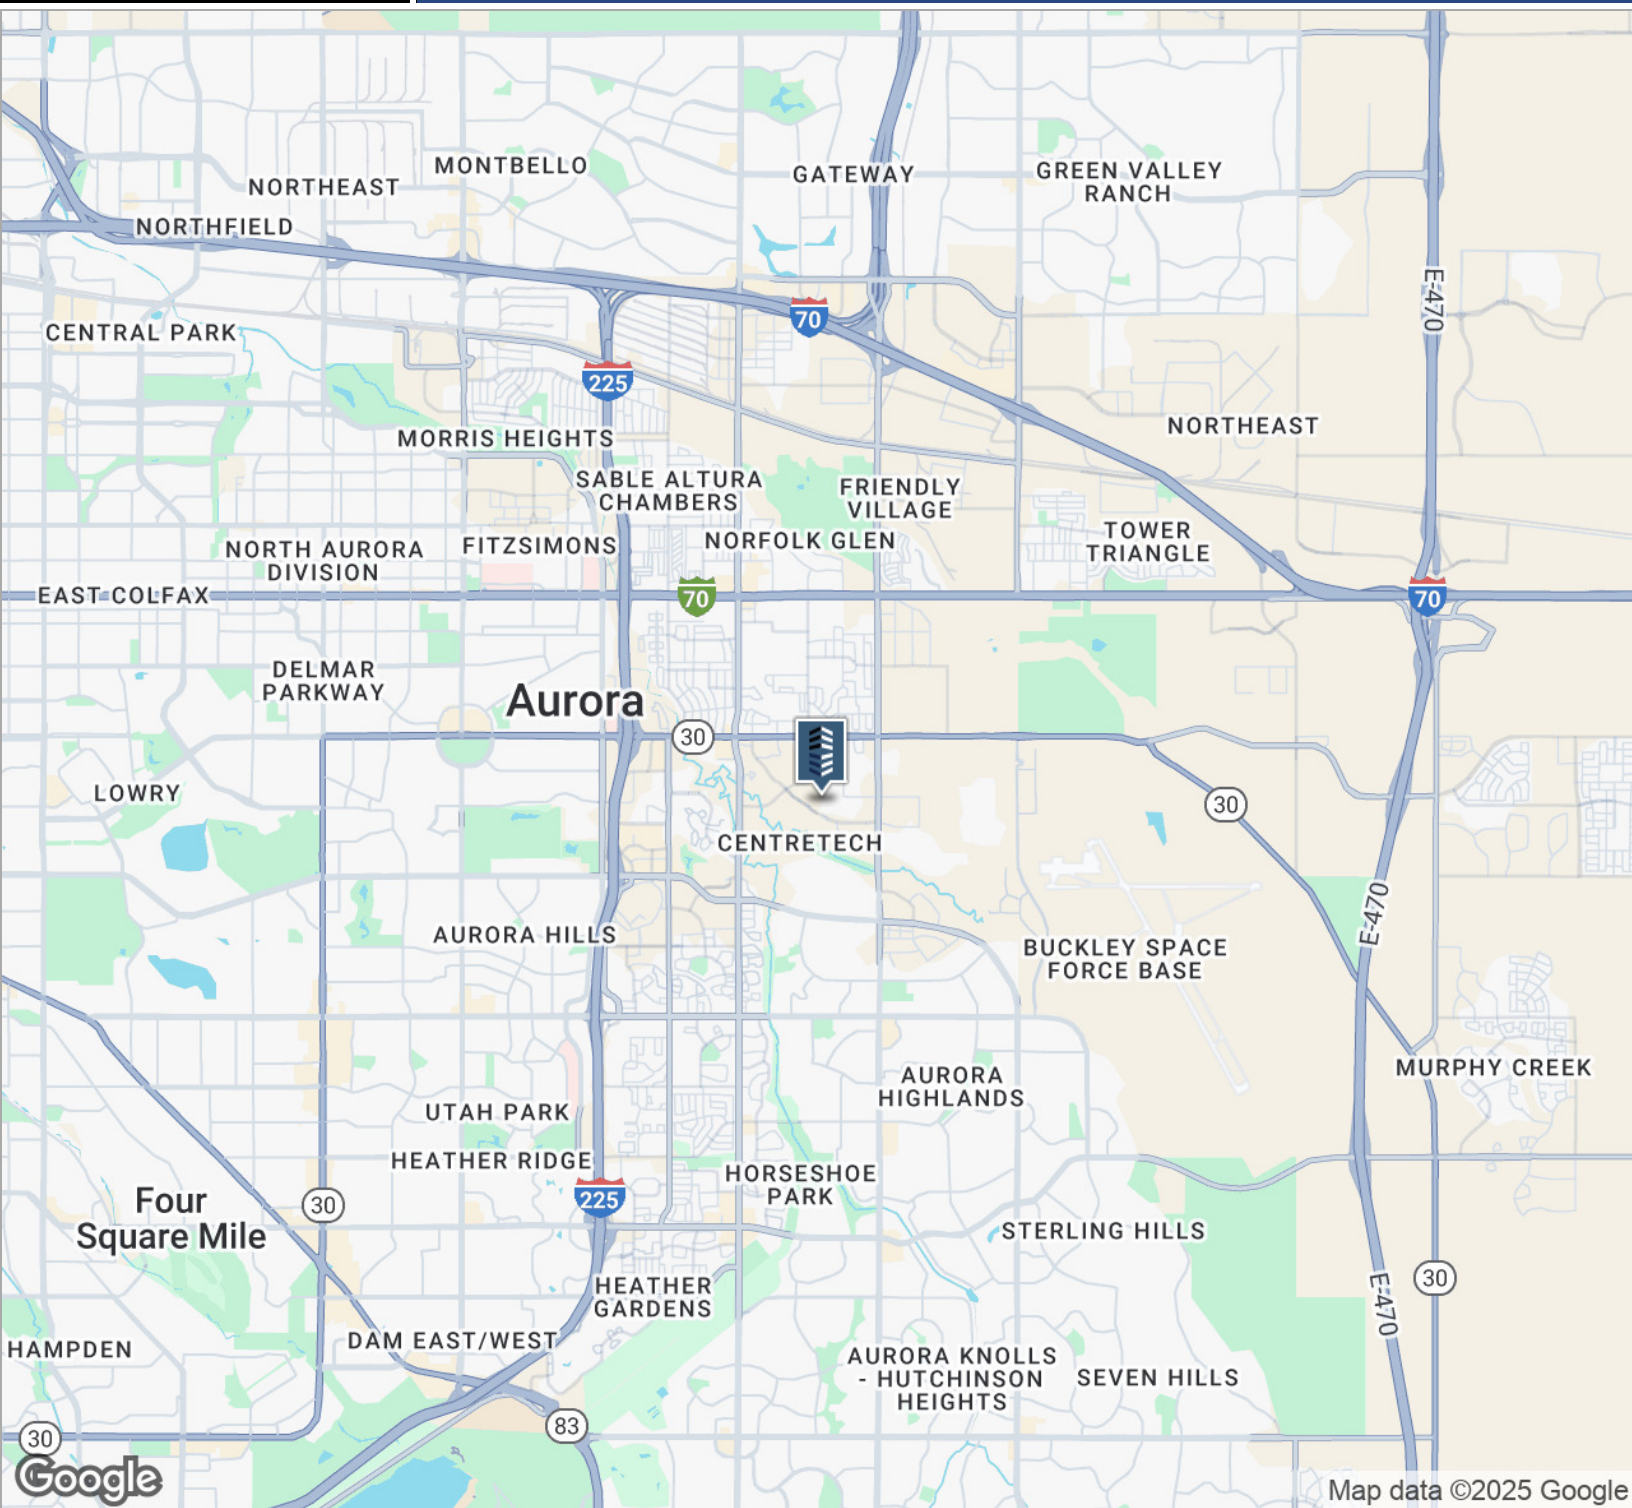 MONTBELLO
GATEWAY
GREEN VALLEY
RANCH
NORTHEAST
NORTHFIELD
E-470
70
CENTRAL PARK
225
NORTHEAST
MORRIS HEIGHTS
SABLE ALTURA
CHAMBERS
FRIENDLY
VILLAGE
TOWER
TRIANGLE
NORFOLK GLEN
FITZSIMONS
NORTH AURORA
DIVISION
EAST COLFAX
70
70
DELMAR
PARKWAY
Aurora
30
LOWRY
30
CENTRETECH
E-470
AURORA HILLS
BUCKLEY SPACE
FORCE BASE
MURPHY CREEK
AURORA
HIGHLANDS
UTAH PARK
HEATHER RIDGE
HORSESHOE
PARK
225
30
Four
Square Mile
STERLING HILLS
30
E-470
HEATHER
GARDENS
DAM EAST/WEST
HAMPDEN
AURORA KNOLLS
- HUTCHINSON
HEIGHTS
SEVEN HILLS
83
30
Google
Map data ©2025 Google